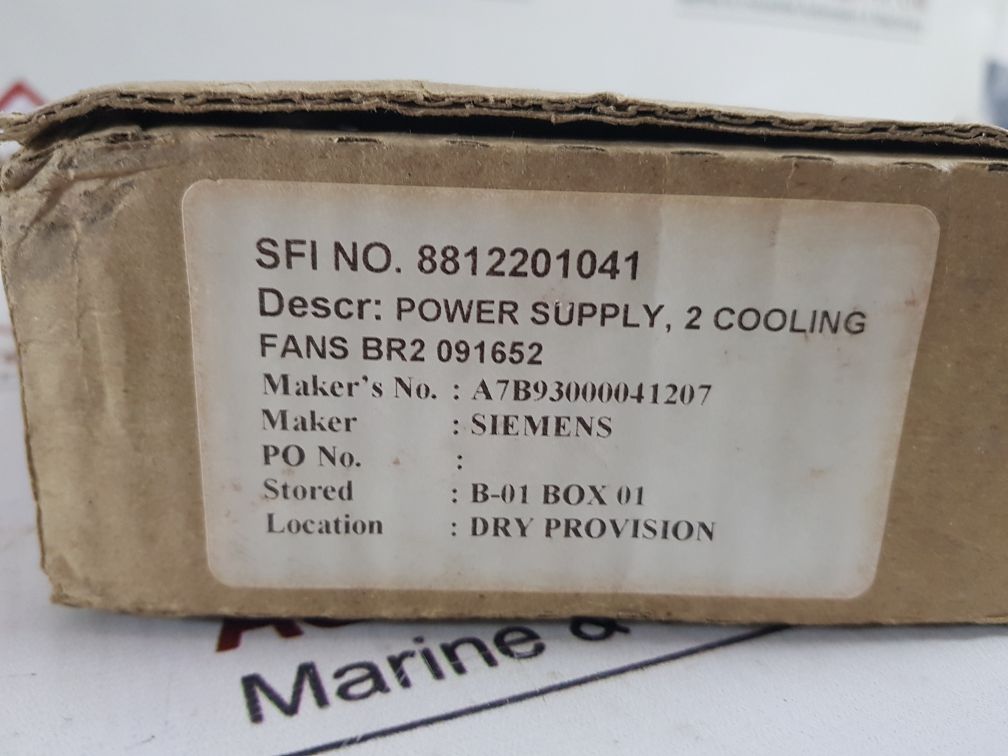 SFI NO. 8812201041
Descr: POWER SUPPLY, 2 COOLING
FANS BR2 091652
Maker's No. : A7B93000041207
Maker : SIEMENS
PO No. :
Stored : B-01 BOX 01
Location : DRY PROVISION
Marine &